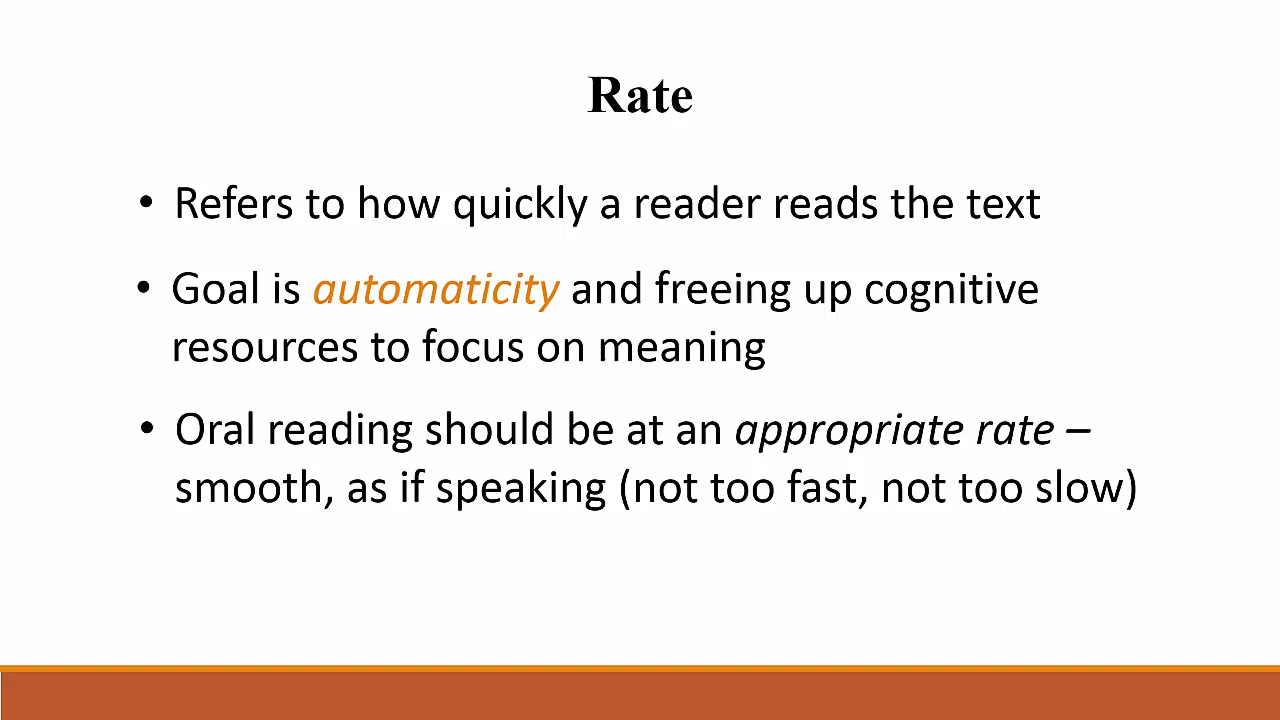 Rate
• Refers to how quickly a reader reads the text
• Goal is automaticity and freeing up cognitive
resources to focus on meaning
• Oral reading should be at an appropriate rate –
smooth, as if speaking (not too fast, not too slow)